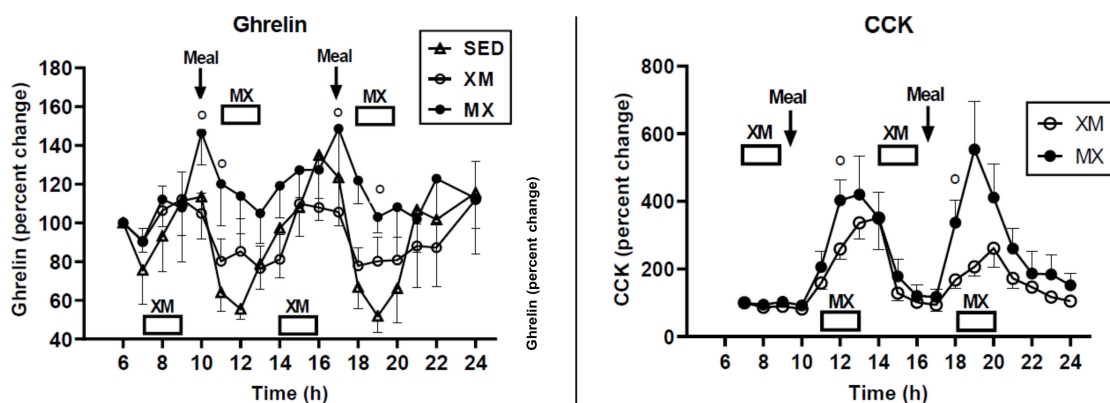 Ghrelin
SED
XM
MX
Meal
Meal
MX
MX
XM
XM
Ghrelin (percent change)
180
160
140
120
100
80
60
40
6 8 10 12 14 16 18 20 22 24
Time (h)
Ghrelin (percent change)
CCK
XM
MX
Meal
Meal
XM
XM
MX
MX
CCK (percent change)
800
600
400
200
0
6 8 10 12 14 16 18 20 22 24
Time (h)